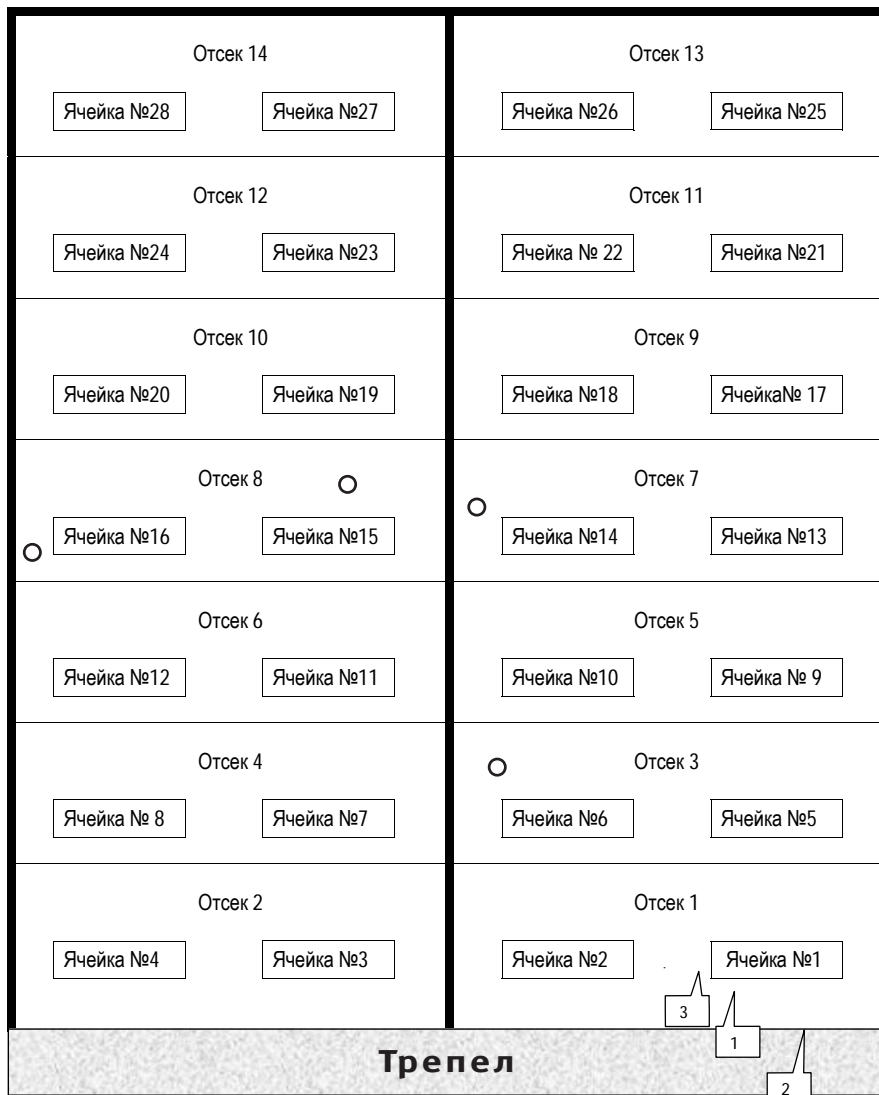 Отсек 14
Отсек 13
Ячейка №28
Ячейка №27
Ячейка №26
Ячейка №25
Отсек 12
Отсек 11
Ячейка №24
Ячейка №23
Ячейка № 22
Ячейка №21
Отсек 10
Отсек 9
Ячейка №20
Ячейка №19
Ячейка №18
Ячейка№ 17
Отсек 8
Отсек 7
Ячейка №16
Ячейка №15
Ячейка №14
Ячейка №13
Отсек 6
Отсек 5
Ячейка №12
Ячейка №11
Ячейка №10
Ячейка № 9
Отсек 4
Отсек 3
Ячейка № 8
Ячейка №7
Ячейка №6
Ячейка №5
Отсек 2
Отсек 1
Ячейка №4
Ячейка №3
Ячейка №2
Ячейка №1
3
1
Трепел
2